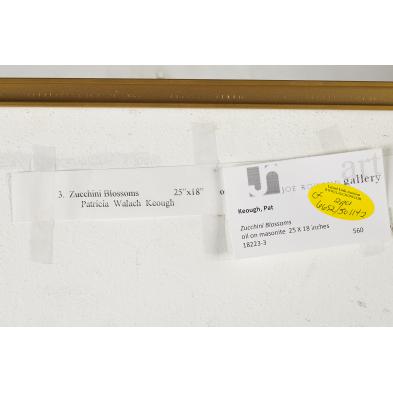 3. Zucchini Blossoms 25"x18" o
Patricia Walach Keough
art
gallery
Keough, Pat
Zucchini Blossoms
oil on masonite 25 X 18 inches 560
18223-3